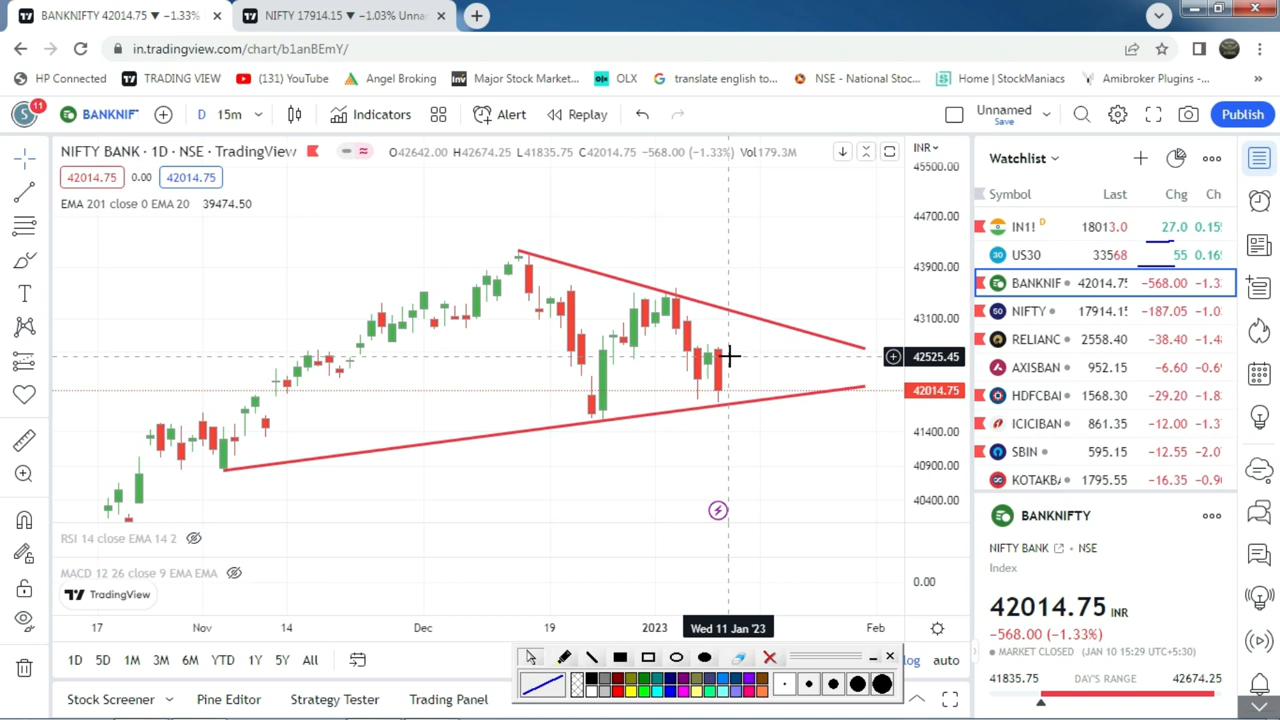 BANKNIFTY 42014.75 ▼ −1.33%
NIFTY 17914.15 ▼ −1.03% Unna
in.tradingview.com/chart/b1anBEmY/
HP Connected TRADING VIEW (131) YouTube Angel Broking Major Stock Market... OLX translate english to... NSE - National Stoc... Home | StockManiacs Amibroker Plugins -... »
S 11 BANKNIF D 15m Indicators Alert Replay Unnamed Save Publish
NIFTY BANK · 1D · NSE · TradingView O42642.00 H42674.25 L41835.75 C42014.75 −568.00 (−1.33%) Vol179.3M INR
42014.75 0.00 42014.75
EMA 201 close 0 EMA 20 39474.50
45500.00
44700.00
43900.00
43100.00
42525.45
42014.75
41400.00
40900.00
40400.00
RSI 14 close EMA 14 2
MACD 12 26 close 9 EMA EMA
0.00
TradingView
17 Nov 14 Dec 19 2023 Wed 11 Jan '23 Feb
1D 5D 1M 3M 6M YTD 1Y 5Y All log auto
Stock Screener Pine Editor Strategy Tester Trading Panel
Watchlist
Symbol Last Chg Ch
IN1! D 18013.0 27.0 0.15
30 US30 33568 55 0.16
BANKNIF 42014.75 −568.00 −1.3
50 NIFTY 17914.15 −187.05 −1.0
RELIANC 2558.40 −38.40 −1.4
AXISBAN 952.15 −6.60 −0.6
HDFCBAI 1568.30 −29.20 −1.8
ICICIBAN 861.35 −12.00 −1.3
SBIN 595.15 −12.55 −2.0
KOTAKBA 1795.55 −16.35 −0.9
BANKNIFTY
NIFTY BANK · NSE
Index
42014.75 INR
−568.00 (−1.33%)
MARKET CLOSED (JAN 10 15:29 UTC+5:30)
41835.75 DAY'S RANGE 42674.25